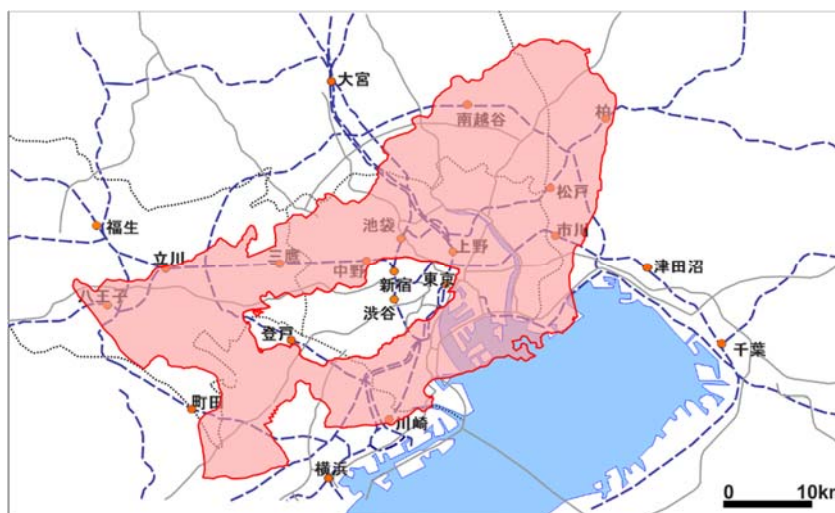 大宮
南越谷
柏
松戸
福生
池袋
上野
市川
立川
三鷹
中野
新宿
東京
津田沼
八王子
渋谷
登戸
千葉
町田
川崎
横浜
0 10km